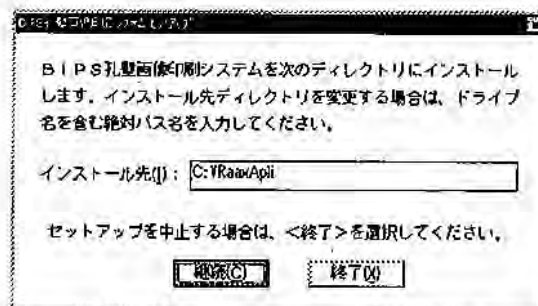 BIPS孔壁画像印刷システムを次のディレクトリにインストール
します。インストール先ディレクトリを変更する場合は、ドライブ
名を含む絶対パス名を入力してください。
インストール先(I): C:¥RaaxApli
セットアップを中止する場合は、<終了>を選択してください。
継続(C) 終了(X)